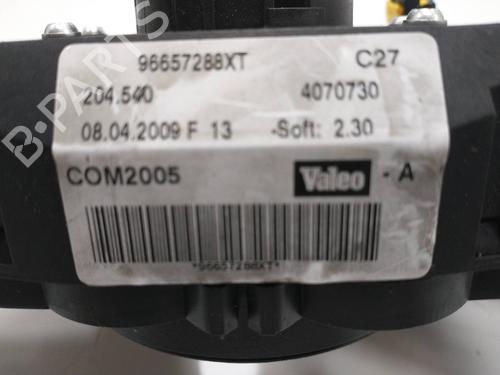 96657288XT C27
204.540 4070730
08.04.2009 F 13 -Soft: 2.30
COM2005 Valeo - A
*96657288XT*
B-PARTS